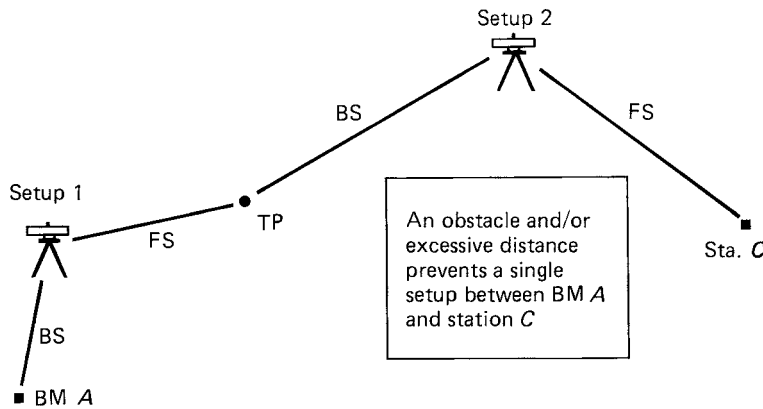 Setup 2
BS
FS
Setup 1
TP
FS
An obstacle and/or
excessive distance
prevents a single
setup between BM A
and station C
Sta. C
BS
BM A